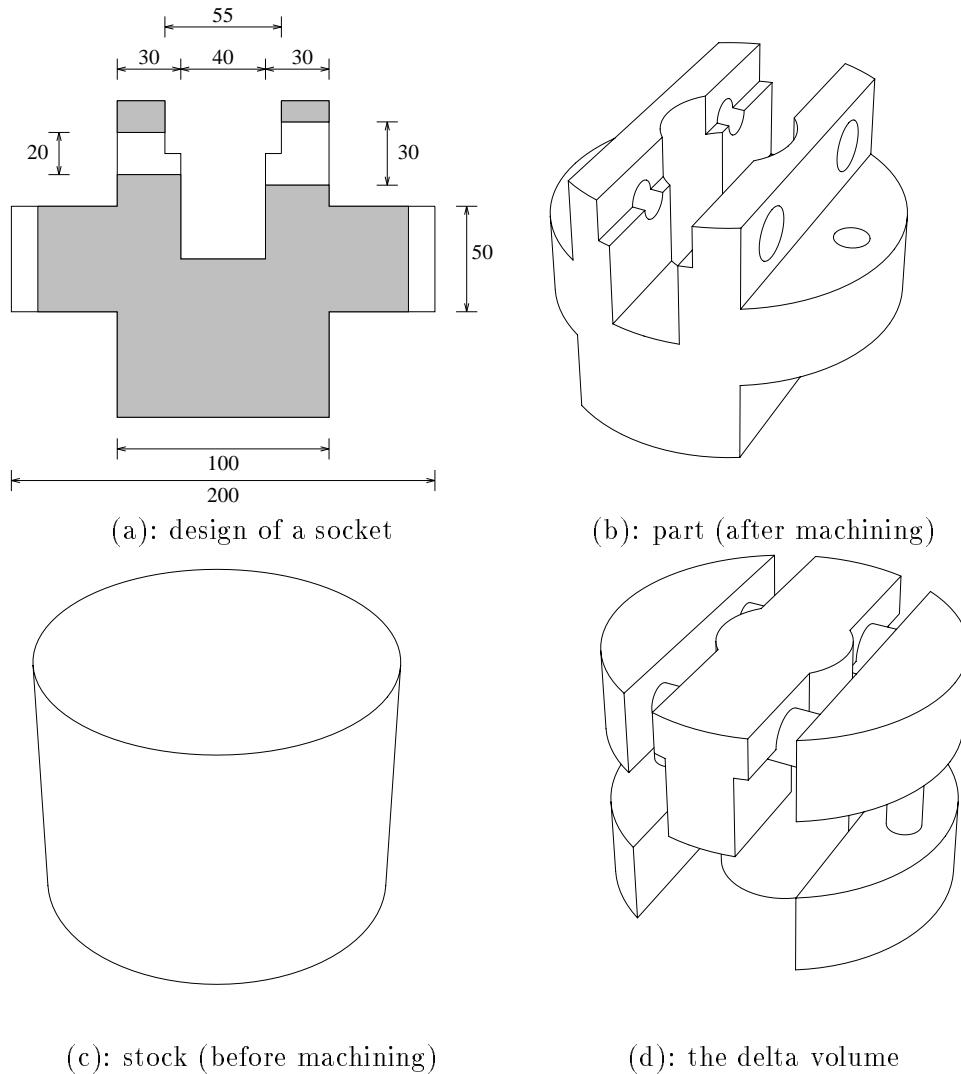 55
30 40 30
20 30
50
100
200
(a): design of a socket
(b): part (after machining)
(c): stock (before machining)
(d): the delta volume